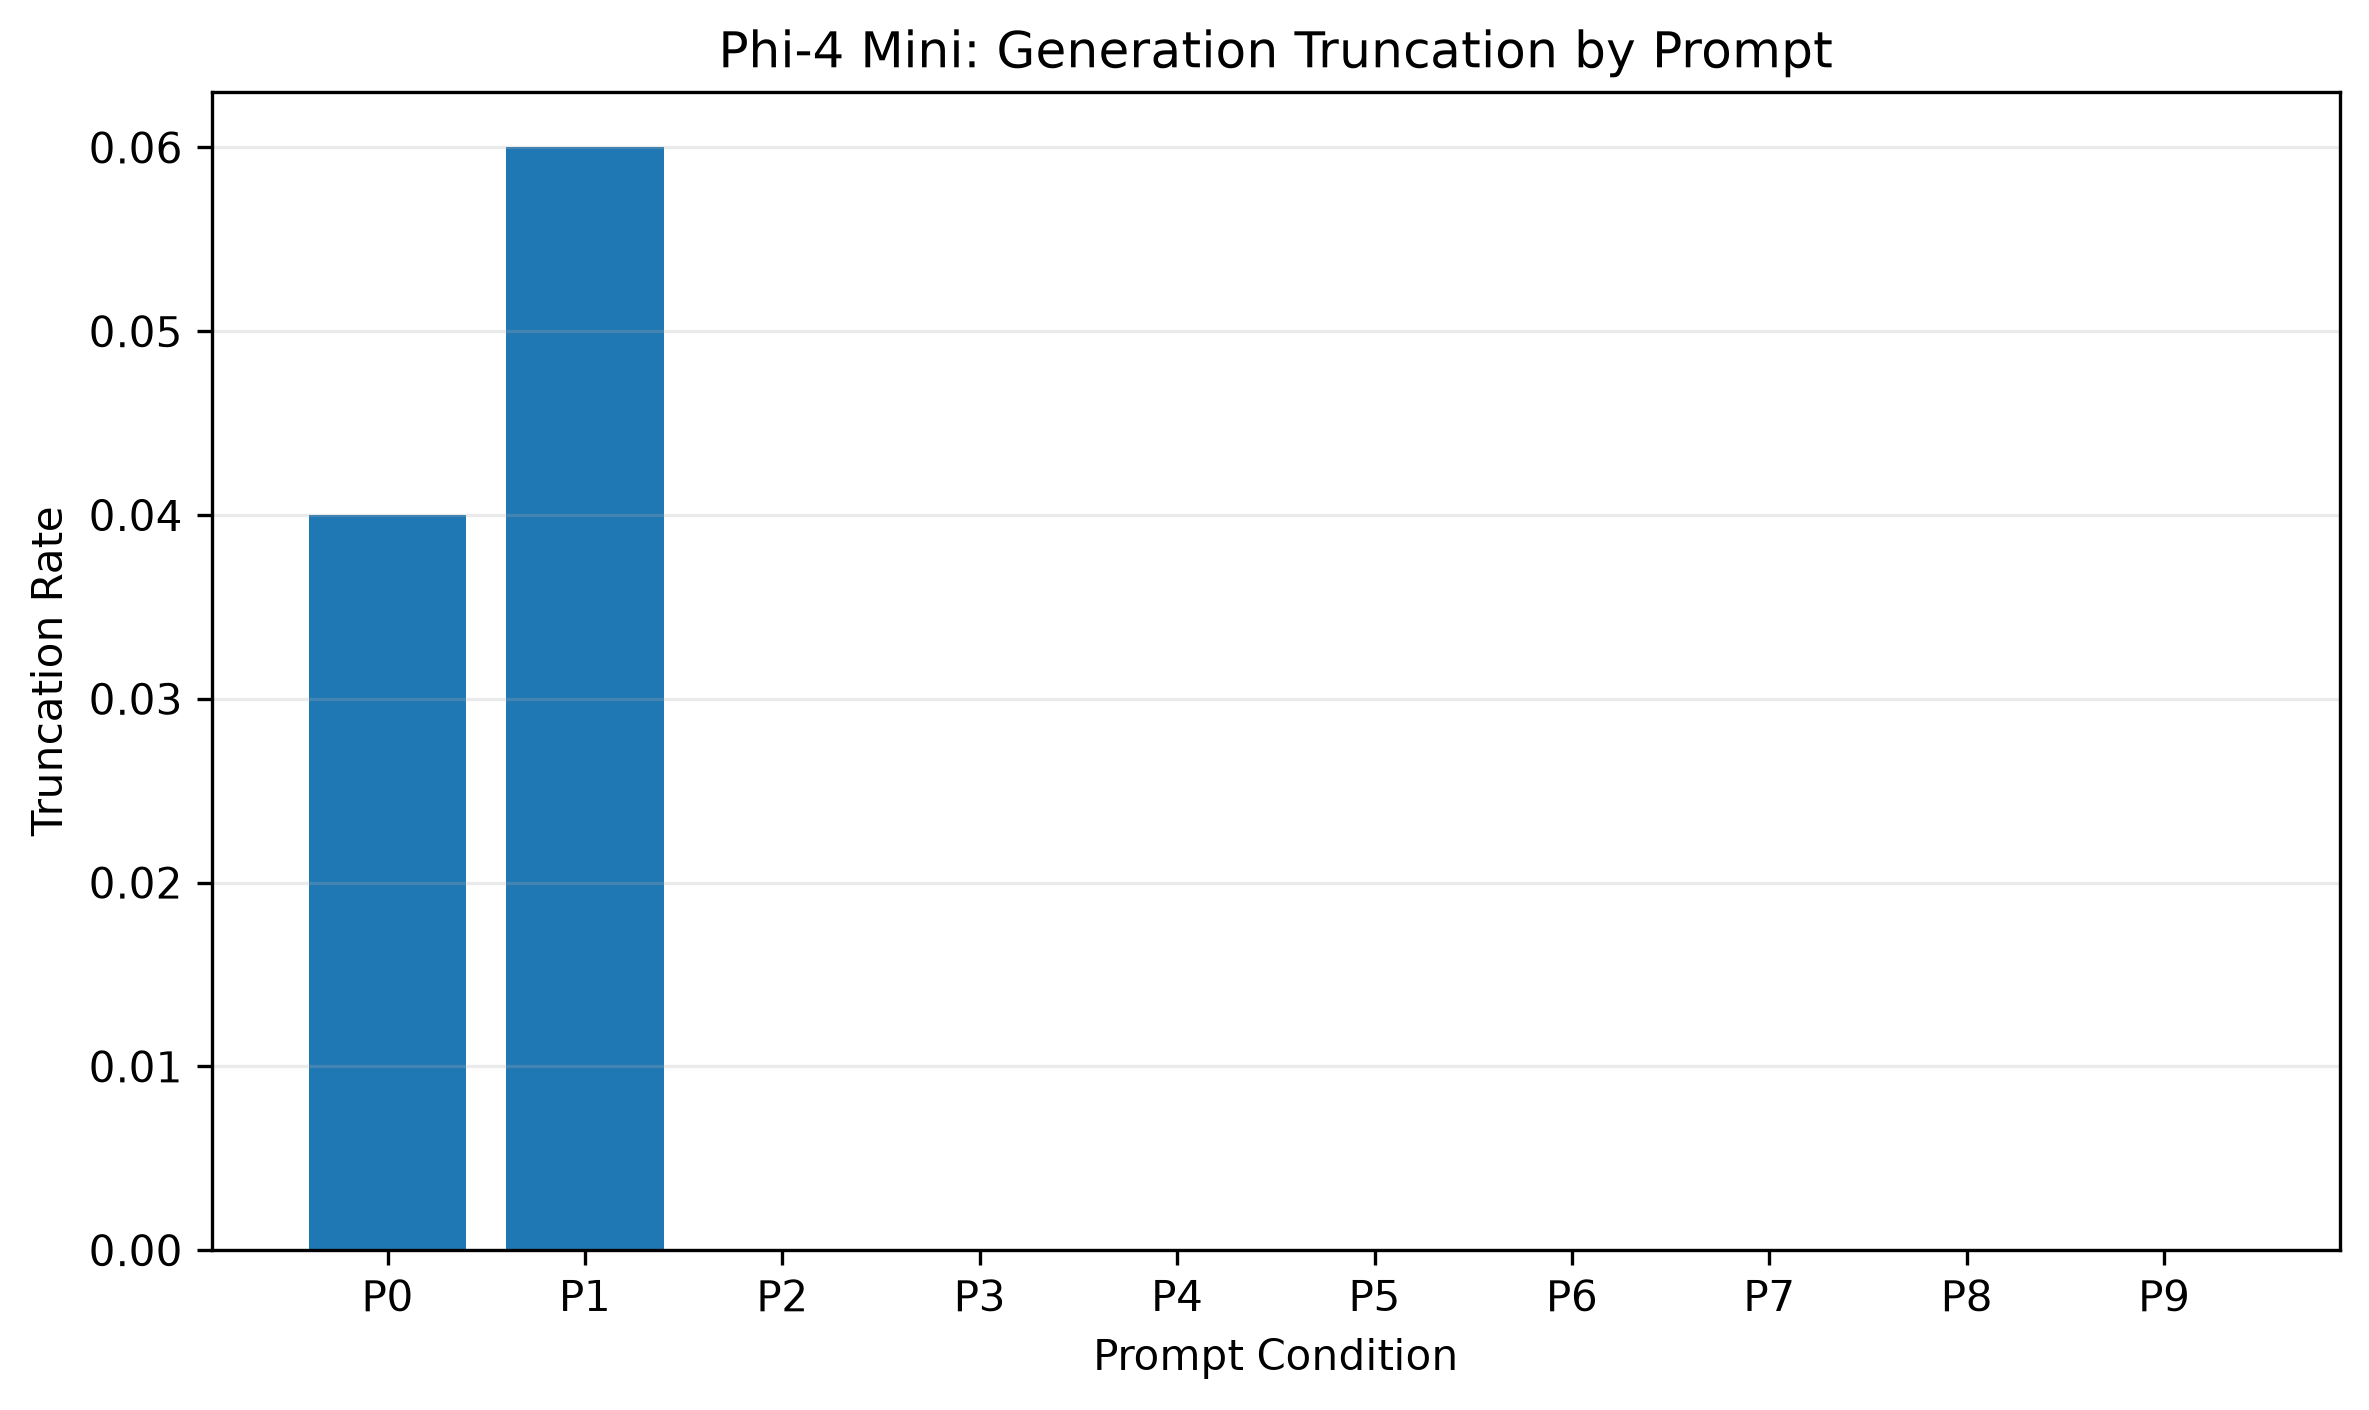 Phi-4 Mini: Generation Truncation by Prompt
Truncation Rate
0.06
0.05
0.04
0.03
0.02
0.01
0.00
P0 P1 P2 P3 P4 P5 P6 P7 P8 P9
Prompt Condition